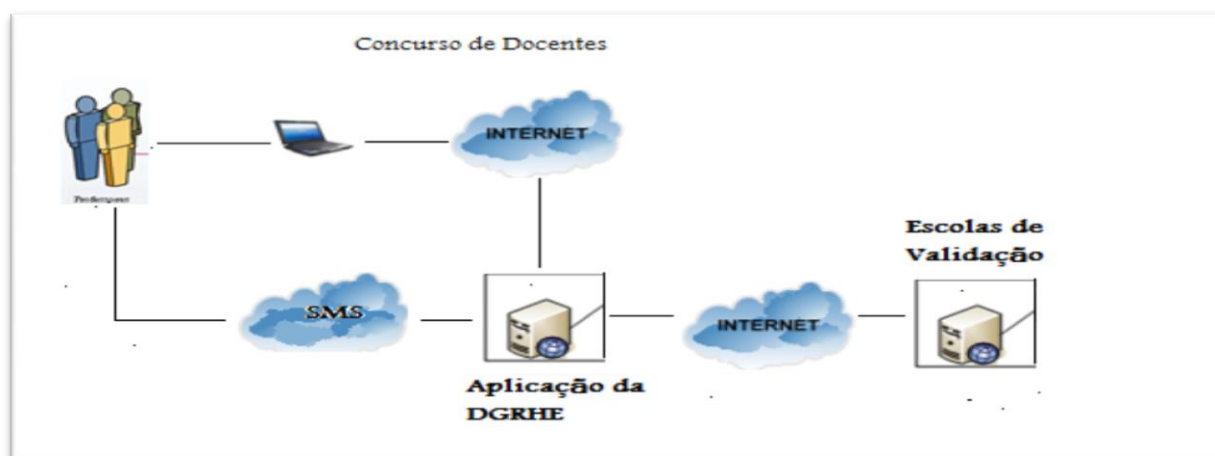 Concurso de Docentes
INTERNET
Escolas de
Validação
SMS
INTERNET
Aplicação da
DGRHE